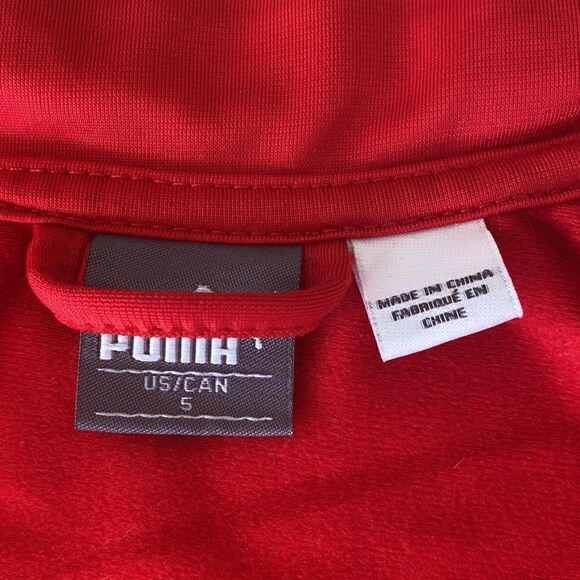 PUMA
US/CAN
5
MADE IN CHINA
FABRIQUÉ EN
CHINE